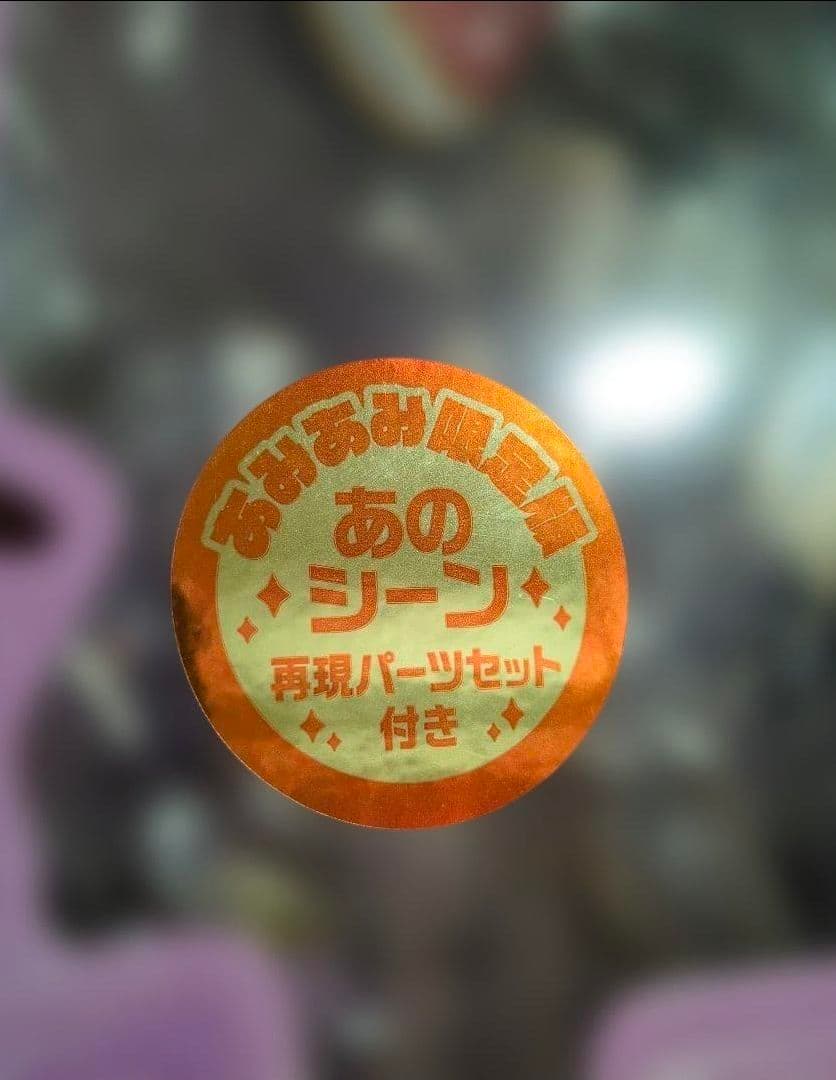 あみあみ限定版
あの
シーン
再現パーツセット
付き